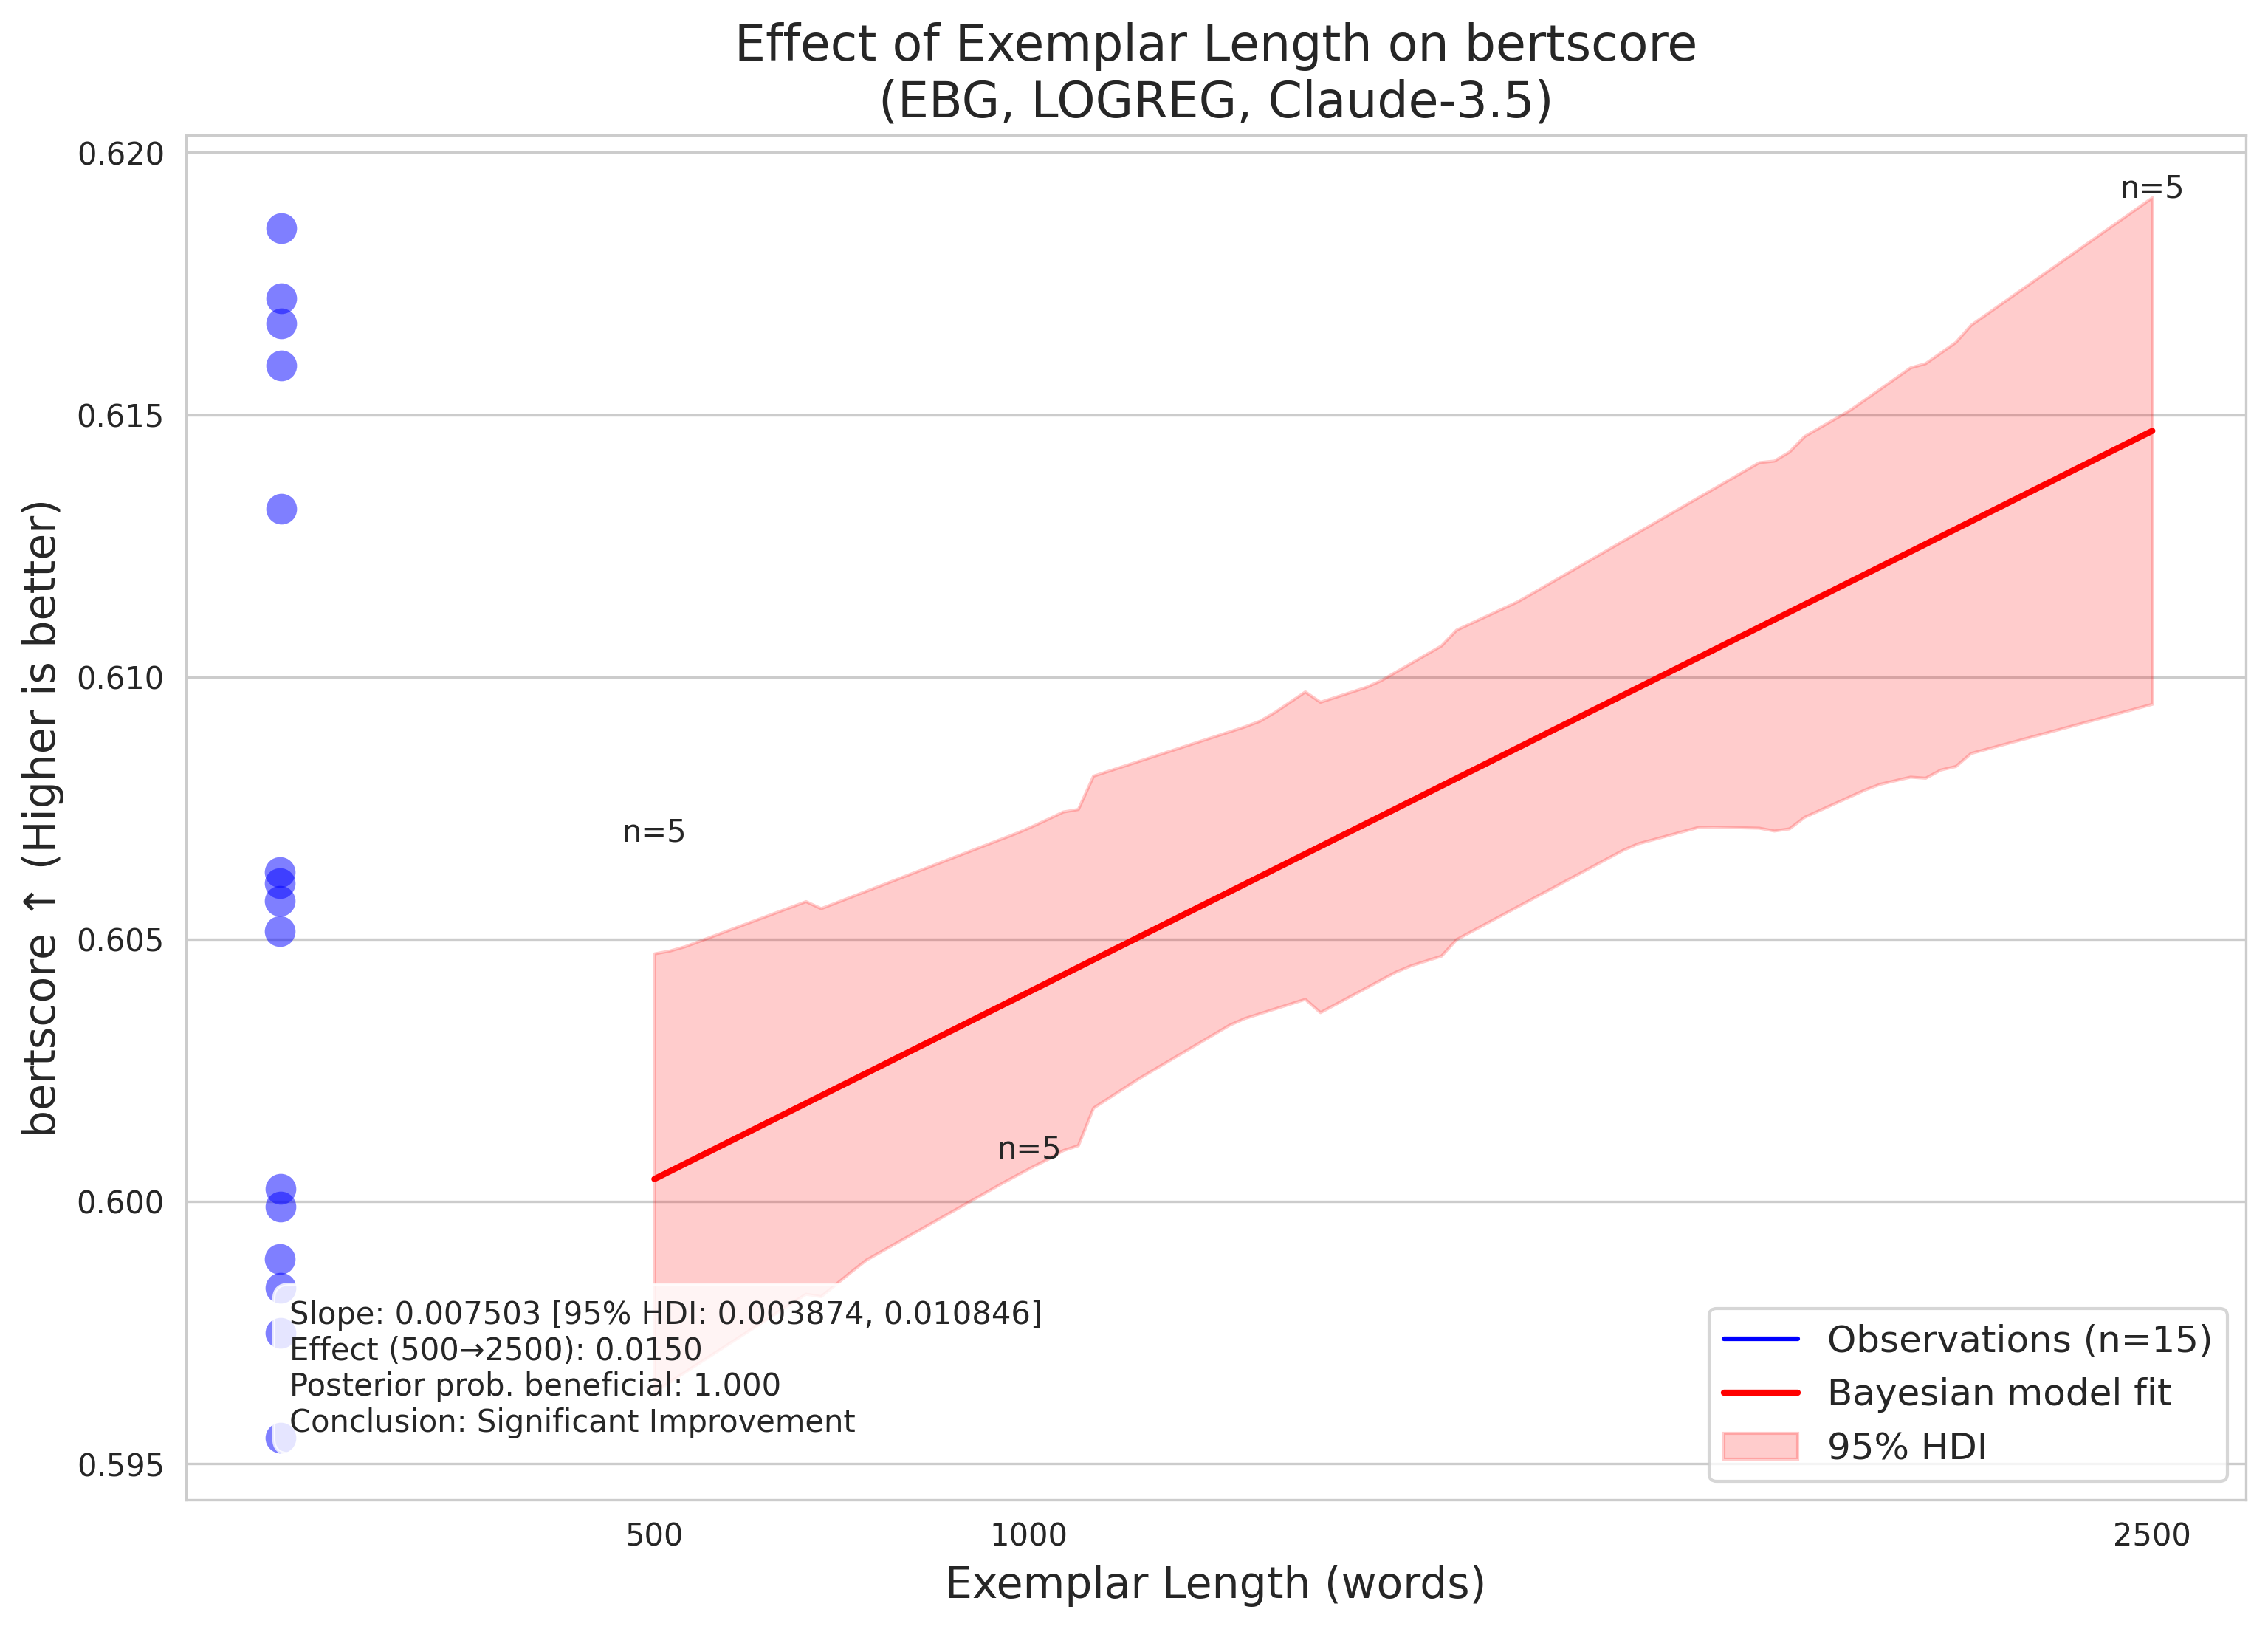 Effect of Exemplar Length on bertscore
(EBG, LOGREG, Claude-3.5)
bertscore ↑ (Higher is better)
0.620
0.615
0.610
0.605
0.600
0.595
n=5
n=5
n=5
Slope: 0.007503 [95% HDI: 0.003874, 0.010846]
Effect (500→2500): 0.0150
Posterior prob. beneficial: 1.000
Conclusion: Significant Improvement
Observations (n=15)
Bayesian model fit
95% HDI
500
1000
2500
Exemplar Length (words)